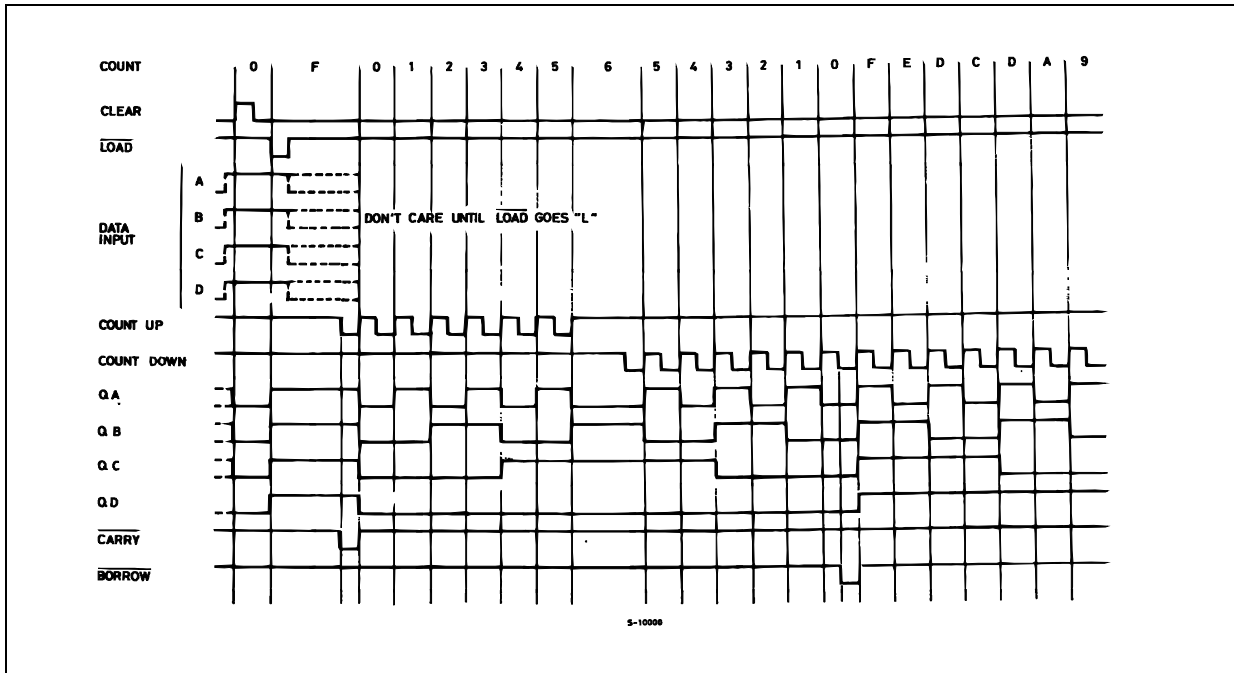 COUNT 0 F 0 1 2 3 4 5 6 5 4 3 2 1 0 F E D C D A 9
CLEAR
LOAD
A
B
DATA INPUT
C
D
DON'T CARE UNTIL LOAD GOES "L"
COUNT UP
COUNT DOWN
QA
QB
QC
QD
CARRY
BORROW
S-10008